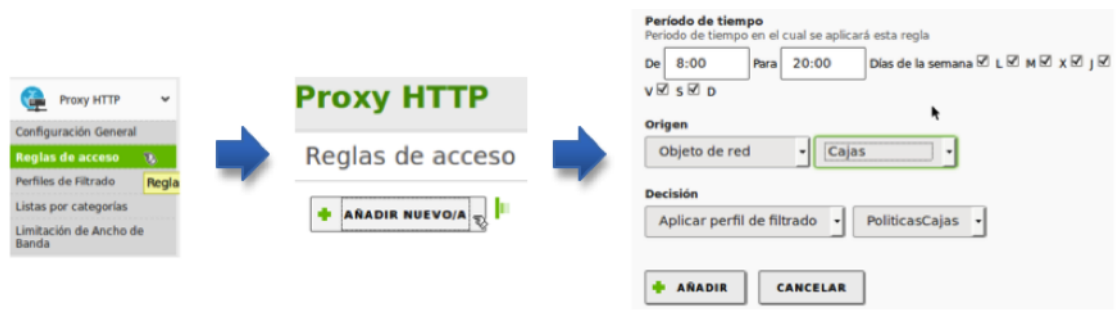 Proxy HTTP
Configuración General
Reglas de acceso
Perfiles de Filtrado
Regla
Listas por categorías
Limitación de Ancho de
Banda
Proxy HTTP
Reglas de acceso
AÑADIR NUEVO/A
Período de tiempo
Periodo de tiempo en el cual se aplicará esta regla
De 8:00 Para 20:00 Días de la semana L M X J
V S D
Origen
Objeto de red Cajas
Decisión
Aplicar perfil de filtrado PoliticasCajas
AÑADIR CANCELAR